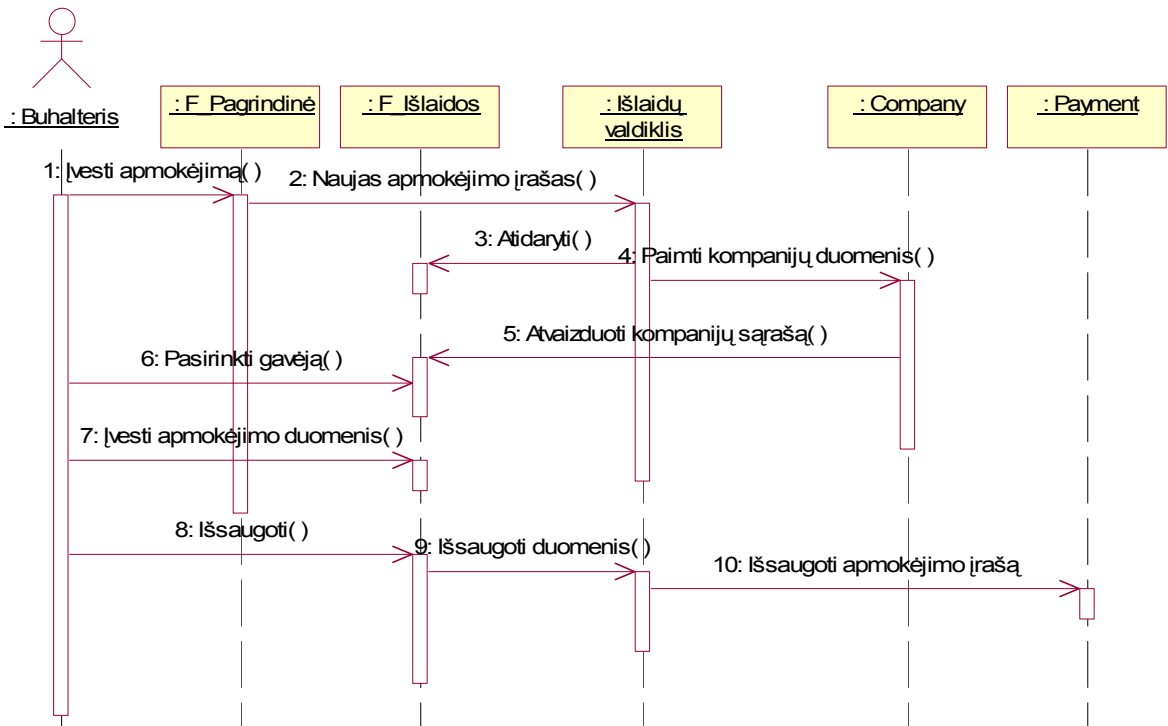 : Buhalteris
: F_Pagrindinė
: F_Išlaidos
: Išlaidų
valdiklis
: Company
: Payment
1: Įvesti apmokėjimą( )
2: Naujas apmokėjimo įrašas( )
3: Atidaryti( )
4: Paimti kompanijų duomenis( )
5: Atvaizduoti kompanijų sąrašą( )
6: Pasirinkti gavėją( )
7: Įvesti apmokėjimo duomenis( )
8: Išsaugoti( )
9: Išsaugoti duomenis( )
10: Išsaugoti apmokėjimo įrašą